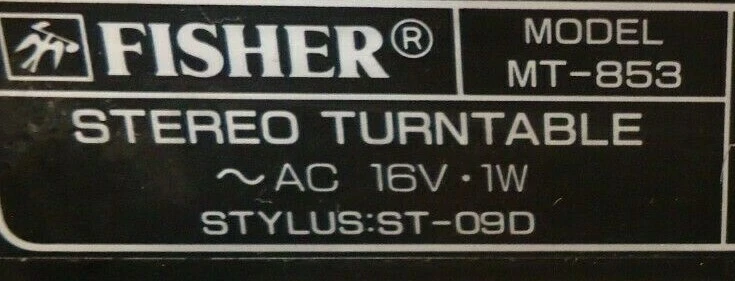 FISHER®
MODEL
MT-853
STEREO TURNTABLE
~AC 16V·1W
STYLUS:ST-09D